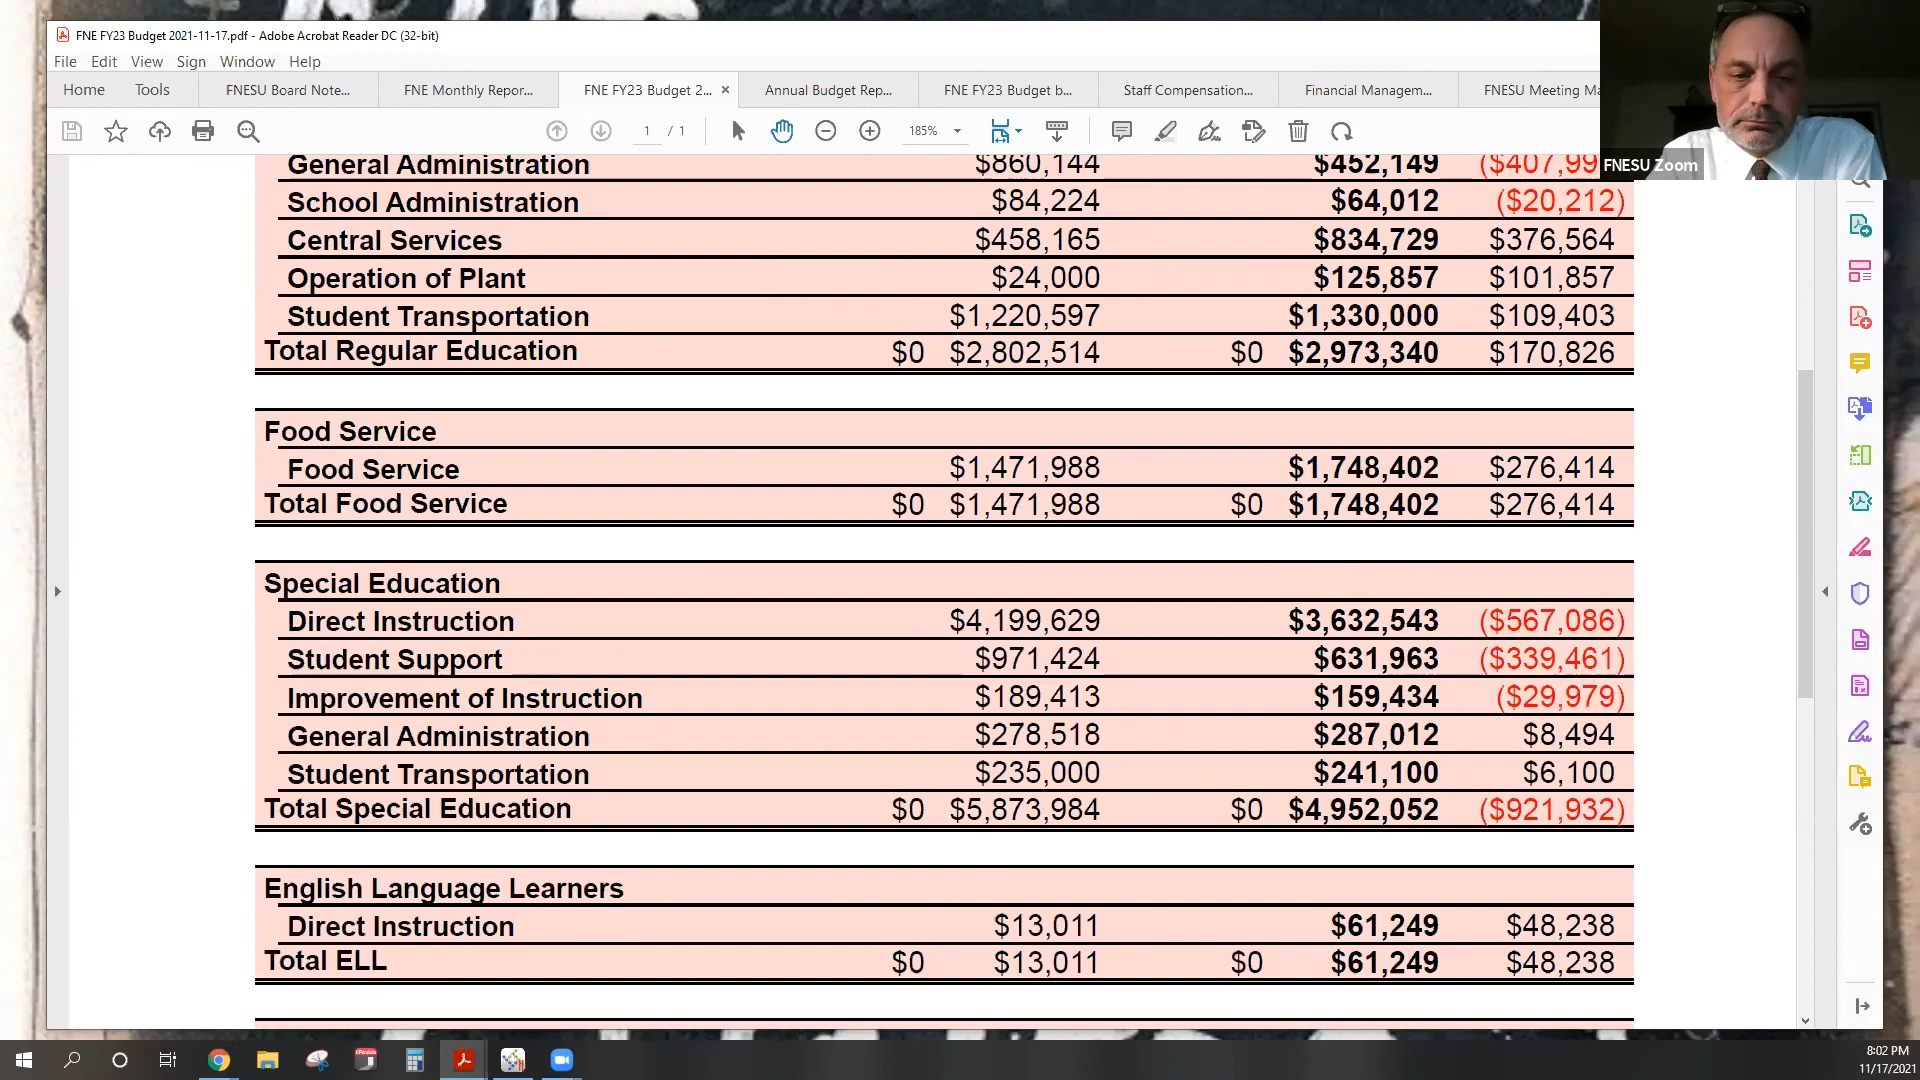 FNE FY23 Budget 2021-11-17.pdf - Adobe Acrobat Reader DC (32-bit)
File Edit View Sign Window Help
Home Tools FNESU Board Note... FNE Monthly Repor... FNE FY23 Budget 2... × Annual Budget Rep... FNE FY23 Budget b... Staff Compensation... Financial Managem... FNESU Meeting Ma
1 / 1 185%
FNESU Zoom
General Administration $860,144 $452,149 ($407,99
School Administration $84,224 $64,012 ($20,212)
Central Services $458,165 $834,729 $376,564
Operation of Plant $24,000 $125,857 $101,857
Student Transportation $1,220,597 $1,330,000 $109,403
Total Regular Education $0 $2,802,514 $0 $2,973,340 $170,826
Food Service
Food Service $1,471,988 $1,748,402 $276,414
Total Food Service $0 $1,471,988 $0 $1,748,402 $276,414
Special Education
Direct Instruction $4,199,629 $3,632,543 ($567,086)
Student Support $971,424 $631,963 ($339,461)
Improvement of Instruction $189,413 $159,434 ($29,979)
General Administration $278,518 $287,012 $8,494
Student Transportation $235,000 $241,100 $6,100
Total Special Education $0 $5,873,984 $0 $4,952,052 ($921,932)
English Language Learners
Direct Instruction $13,011 $61,249 $48,238
Total ELL $0 $13,011 $0 $61,249 $48,238
8:02 PM
11/17/2021